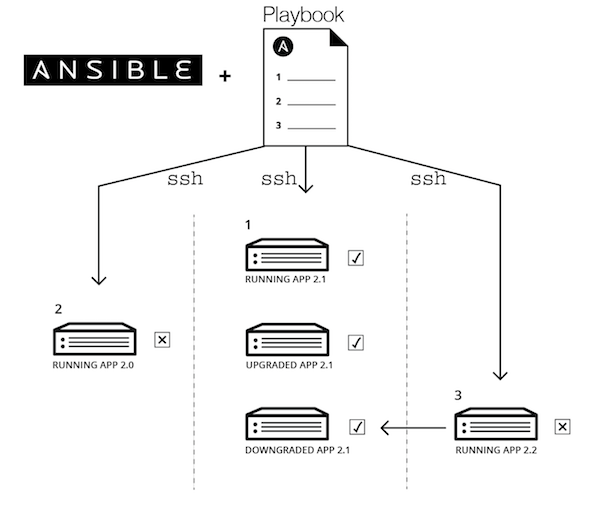 Playbook
ANSIBLE +
A
1
2
3
ssh ssh ssh
1
RUNNING APP 2.1
2
RUNNING APP 2.0
UPGRADED APP 2.1
3
DOWNGRADED APP 2.1
RUNNING APP 2.2